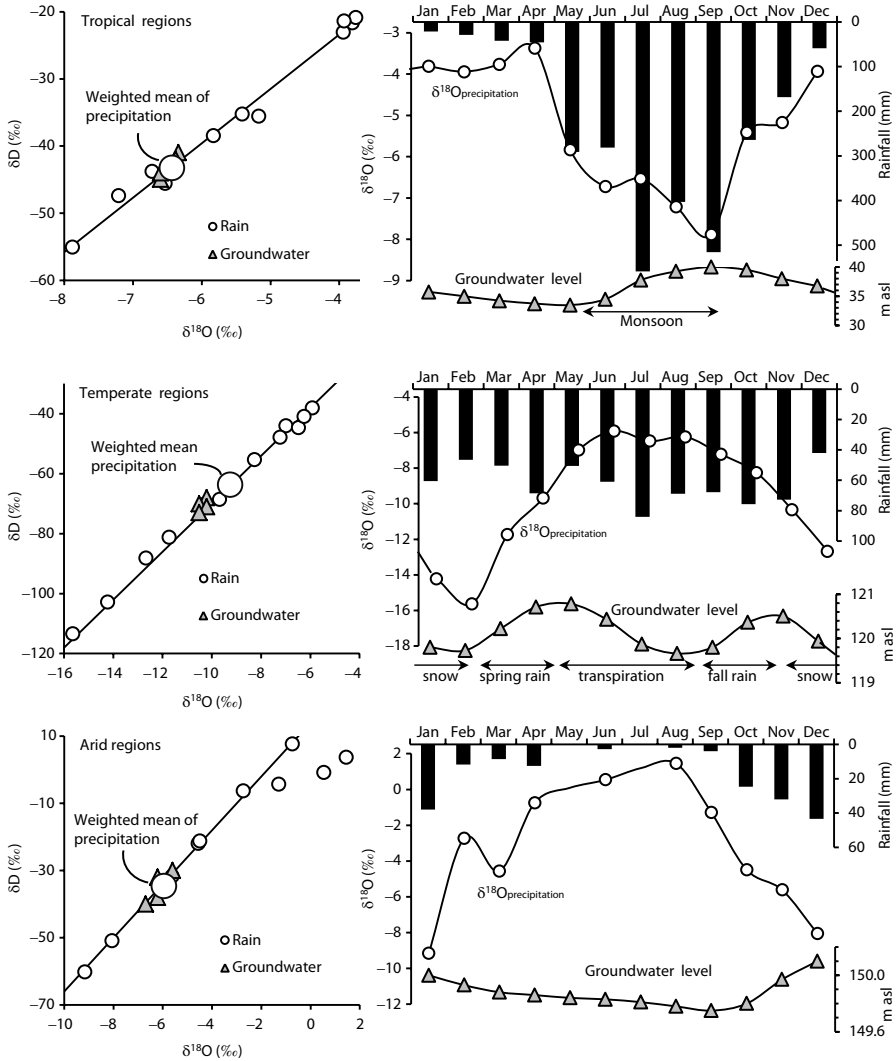 Tropical regions
−20
−30
−40
−50
−60
δD (‰)
Weighted mean of
precipitation
Rain
Groundwater
−8 −7 −6 −5 −4
δ¹⁸O (‰)
Jan Feb Mar Apr May Jun Jul Aug Sep Oct Nov Dec
−3
−4
−5
−6
−7
−8
−9
δ¹⁸O (‰)
δ¹⁸Oprecipitation
0
100
200
300
400
500
Rainfall (mm)
Groundwater level
40
35
30
m asl
Monsoon
Temperate regions
−40
−60
−80
−100
−120
δD (‰)
Weighted mean
precipitation
Rain
Groundwater
−16 −14 −12 −10 −8 −6 −4
δ¹⁸O (‰)
Jan Feb Mar Apr May Jun Jul Aug Sep Oct Nov Dec
−4
−6
−8
−10
−12
−14
−16
−18
δ¹⁸O (‰)
δ¹⁸Oprecipitation
0
20
40
60
80
100
Rainfall (mm)
Groundwater level
121
120
119
m asl
snow spring rain transpiration fall rain snow
Arid regions
10
−10
−30
−50
−70
δD (‰)
Weighted mean of
precipitation
Rain
Groundwater
−10 −8 −6 −4 −2 0 2
δ¹⁸O (‰)
Jan Feb Mar Apr May Jun Jul Aug Sep Oct Nov Dec
2
0
−2
−4
−6
−8
−10
−12
δ¹⁸O (‰)
δ¹⁸Oprecipitation
0
20
40
60
Rainfall (mm)
Groundwater level
150.0
149.6
m asl